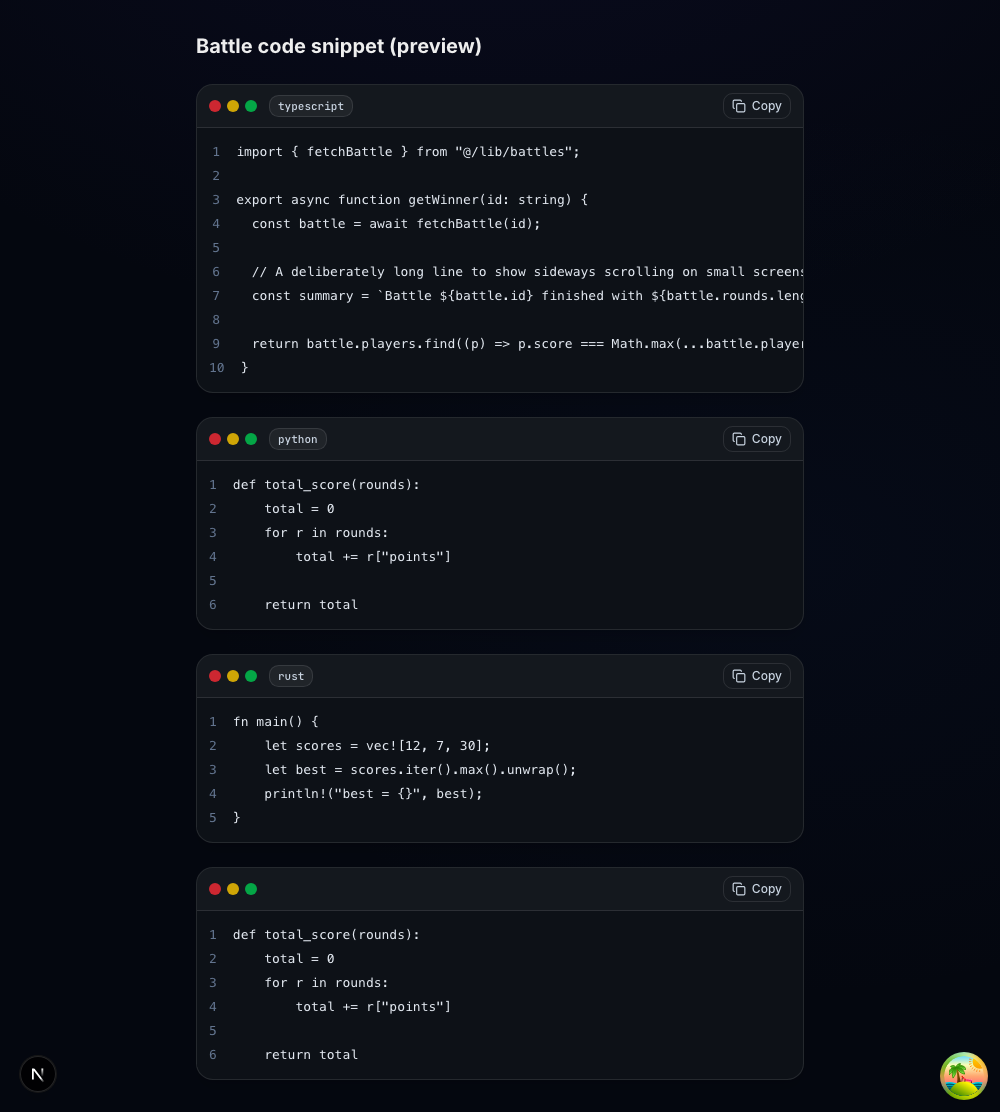 Battle code snippet (preview)
typescript
Copy
1 import { fetchBattle } from "@/lib/battles";
2
3 export async function getWinner(id: string) {
4   const battle = await fetchBattle(id);
5
6   // A deliberately long line to show sideways scrolling on small screens
7   const summary = `Battle ${battle.id} finished with ${battle.rounds.leng
8
9   return battle.players.find((p) => p.score === Math.max(...battle.player
10 }
python
Copy
1 def total_score(rounds):
2     total = 0
3     for r in rounds:
4         total += r["points"]
5
6     return total
rust
Copy
1 fn main() {
2     let scores = vec![12, 7, 30];
3     let best = scores.iter().max().unwrap();
4     println!("best = {}", best);
5 }
Copy
1 def total_score(rounds):
2     total = 0
3     for r in rounds:
4         total += r["points"]
5
6     return total
N